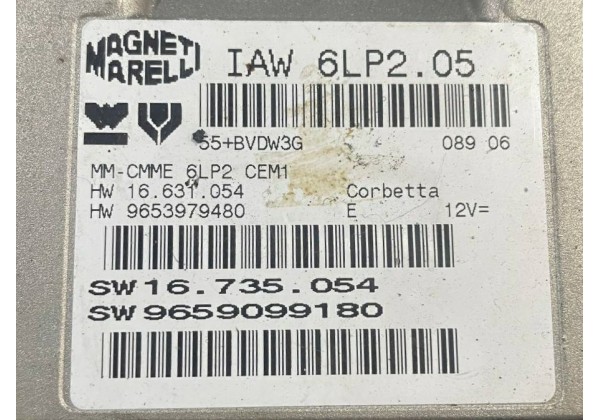 MAGNETI
MARELLI
IAW 6LP2.05
55+BVDW3G 089 06
MM-CMME 6LP2 CEM1
HW 16.631.054 Corbetta
HW 9653979480 E 12V=
SW16.735.054
SW9659099180